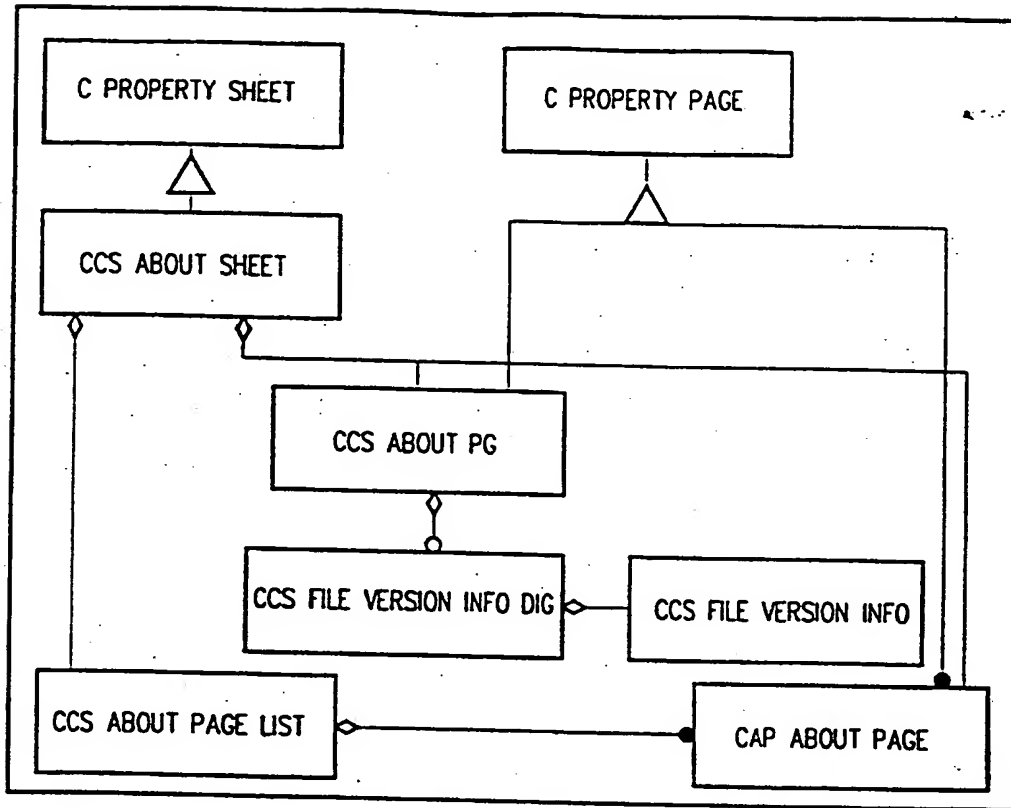 C PROPERTY SHEET
C PROPERTY PAGE
CCS ABOUT SHEET
CCS ABOUT PG
CCS FILE VERSION INFO DIG
CCS FILE VERSION INFO
CCS ABOUT PAGE LIST
CAP ABOUT PAGE